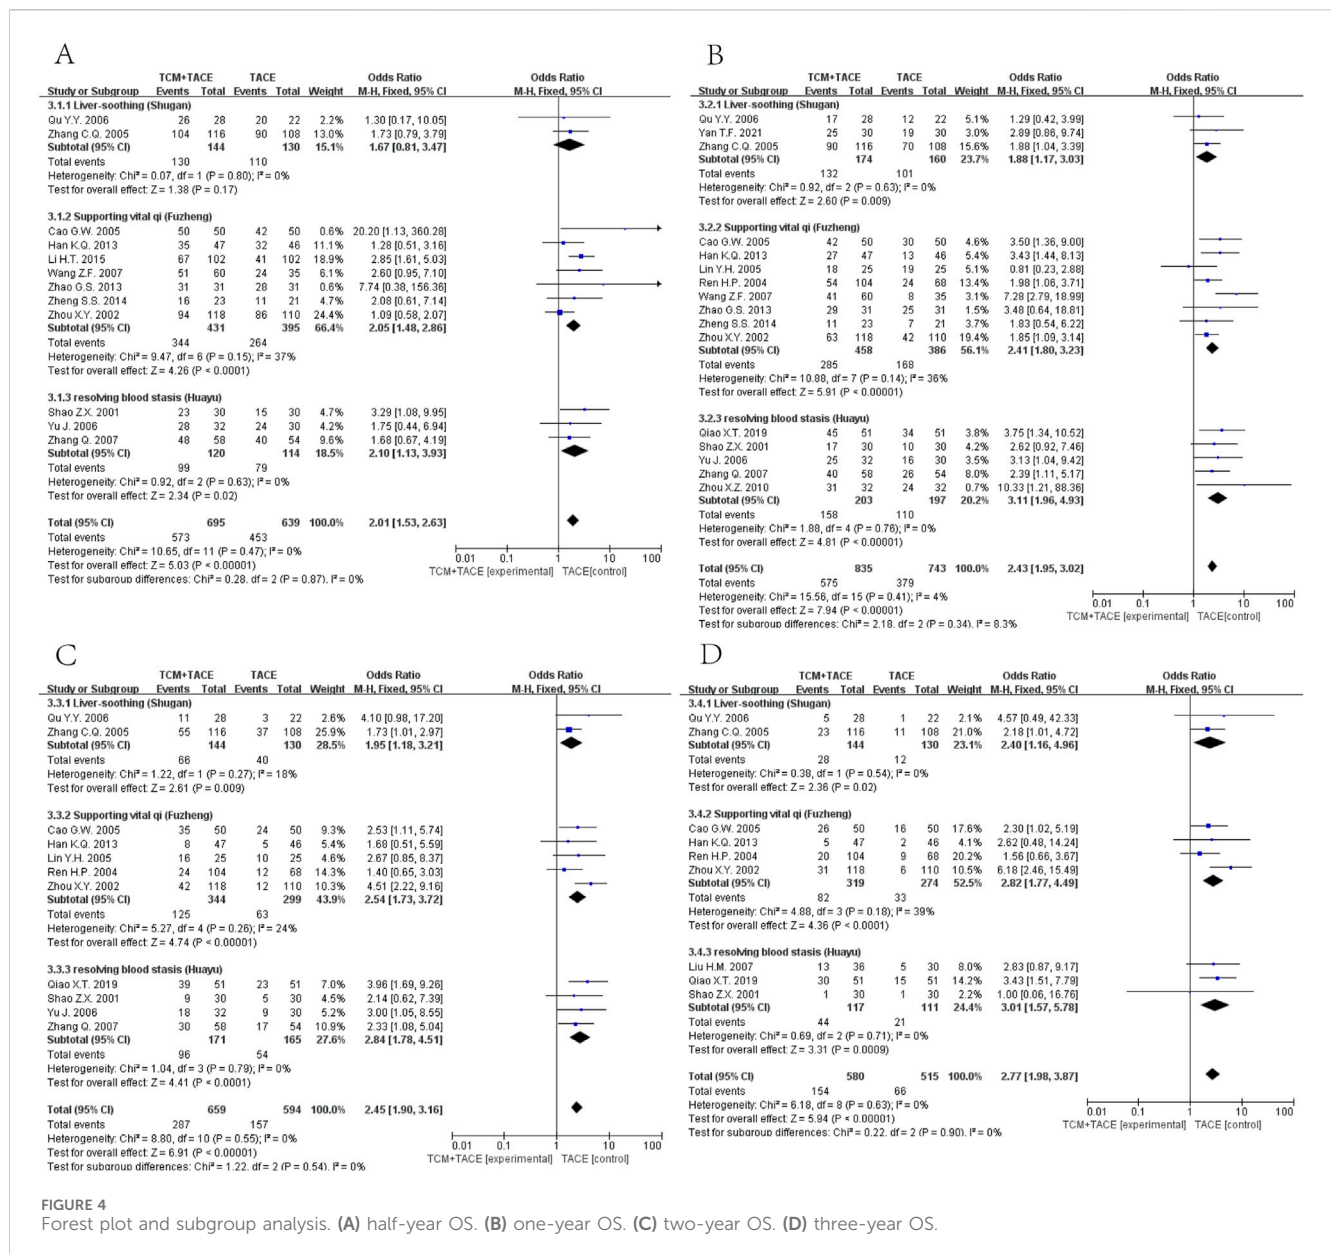 A
TCM+TACE TACE Odds Ratio Odds Ratio
Study or Subgroup Events Total Events Total Weight M-H, Fixed, 95% CI M-H, Fixed, 95% CI
3.1.1 Liver-soothing (Shugan)
Qu Y.Y. 2006 26 28 20 22 2.2% 1.30 [0.17, 10.05]
Zhang C.Q. 2005 104 116 90 108 13.0% 1.73 [0.79, 3.79]
Subtotal (95% CI) 144 130 15.1% 1.67 [0.81, 3.47]
Total events 130 110
Heterogeneity: Chi² = 0.07, df = 1 (P = 0.80); I² = 0%
Test for overall effect: Z = 1.38 (P = 0.17)
3.1.2 Supporting vital qi (Fuzheng)
Cao G.W. 2005 50 50 42 50 0.6% 20.20 [1.13, 360.28]
Han K.Q. 2013 35 47 32 46 11.1% 1.28 [0.51, 3.16]
Li H.T. 2015 67 102 41 102 18.9% 2.85 [1.61, 5.03]
Wang Z.F. 2007 51 60 24 35 6.1% 2.60 [0.95, 7.10]
Zhao G.S. 2013 31 31 28 31 0.6% 7.74 [0.38, 156.36]
Zheng S.S. 2014 16 23 11 21 4.8% 2.08 [0.61, 7.14]
Zhou X.Y. 2002 94 118 86 110 24.4% 1.09 [0.58, 2.07]
Subtotal (95% CI) 431 395 66.4% 2.05 [1.48, 2.86]
Total events 344 264
Heterogeneity: Chi² = 9.47, df = 6 (P = 0.15); I² = 37%
Test for overall effect: Z = 4.26 (P < 0.0001)
3.1.3 resolving blood stasis (Huayu)
Shao Z.X. 2001 23 30 15 30 4.7% 3.29 [1.08, 9.95]
Yu J. 2006 28 32 24 30 4.2% 1.75 [0.44, 6.94]
Zhang Q. 2007 48 58 40 54 9.6% 1.68 [0.67, 4.19]
Subtotal (95% CI) 120 114 18.5% 2.10 [1.13, 3.93]
Total events 99 79
Heterogeneity: Chi² = 0.92, df = 2 (P = 0.63); I² = 0%
Test for overall effect: Z = 2.34 (P = 0.02)
Total (95% CI) 695 639 100.0% 2.01 [1.53, 2.63]
Total events 573 453
Heterogeneity: Chi² = 10.65, df = 11 (P = 0.47); I² = 0%
Test for overall effect: Z = 5.03 (P < 0.00001)
Test for subgroup differences: Chi² = 0.28, df = 2 (P = 0.87), I² = 0%
0.01 0.1 1 10 100
TCM+TACE [experimental] TACE[control]
B
TCM+TACE TACE Odds Ratio Odds Ratio
Study or Subgroup Events Total Events Total Weight M-H, Fixed, 95% CI M-H, Fixed, 95% CI
3.2.1 Liver-soothing (Shugan)
Qu Y.Y. 2006 17 28 12 22 5.1% 1.29 [0.42, 3.99]
Yan T.F. 2021 25 30 19 30 3.0% 2.89 [0.86, 9.74]
Zhang C.Q. 2005 90 116 70 108 15.6% 1.88 [1.04, 3.39]
Subtotal (95% CI) 174 160 23.7% 1.88 [1.17, 3.03]
Total events 132 101
Heterogeneity: Chi² = 0.92, df = 2 (P = 0.63); I² = 0%
Test for overall effect: Z = 2.60 (P = 0.009)
3.2.2 Supporting vital qi (Fuzheng)
Cao G.W. 2005 42 50 30 50 4.6% 3.50 [1.36, 9.00]
Han K.Q. 2013 27 47 13 46 5.4% 3.43 [1.44, 8.13]
Lin Y.H. 2005 18 25 19 25 5.1% 0.81 [0.23, 2.88]
Ren H.P. 2004 54 104 24 68 13.4% 1.98 [1.06, 3.71]
Wang Z.F. 2007 41 60 8 35 3.1% 7.28 [2.79, 18.99]
Zhao G.S. 2013 29 31 25 31 1.5% 3.48 [0.64, 18.81]
Zheng S.S. 2014 11 23 7 21 3.7% 1.83 [0.54, 6.22]
Zhou X.Y. 2002 63 118 42 110 19.4% 1.85 [1.09, 3.14]
Subtotal (95% CI) 458 386 56.1% 2.41 [1.80, 3.23]
Total events 285 168
Heterogeneity: Chi² = 10.88, df = 7 (P = 0.14); I² = 36%
Test for overall effect: Z = 5.91 (P < 0.00001)
3.2.3 resolving blood stasis (Huayu)
Qiao X.T. 2019 45 51 34 51 3.8% 3.75 [1.34, 10.52]
Shao Z.X. 2001 17 30 10 30 4.2% 2.62 [0.92, 7.46]
Yu J. 2006 25 32 16 30 3.5% 3.13 [1.04, 9.42]
Zhang Q. 2007 40 58 26 54 8.1% 2.39 [1.11, 5.17]
Zhou X.Z. 2010 31 32 24 32 0.7% 10.33 [1.21, 88.36]
Subtotal (95% CI) 203 197 20.2% 3.11 [1.96, 4.93]
Total events 158 110
Heterogeneity: Chi² = 1.88, df = 4 (P = 0.76); I² = 0%
Test for overall effect: Z = 4.81 (P < 0.00001)
Total (95% CI) 835 743 100.0% 2.43 [1.95, 3.02]
Total events 575 379
Heterogeneity: Chi² = 15.56, df = 15 (P = 0.41); I² = 4%
Test for overall effect: Z = 7.94 (P < 0.00001)
Test for subgroup differences: Chi² = 2.18, df = 2 (P = 0.34), I² = 8.3%
0.01 0.1 1 10 100
TCM+TACE [experimental] TACE[control]
C
TCM+TACE TACE Odds Ratio Odds Ratio
Study or Subgroup Events Total Events Total Weight M-H, Fixed, 95% CI M-H, Fixed, 95% CI
3.3.1 Liver-soothing (Shugan)
Qu Y.Y. 2006 11 28 3 22 2.6% 4.10 [0.98, 17.20]
Zhang C.Q. 2005 55 116 37 108 25.9% 1.73 [1.01, 2.97]
Subtotal (95% CI) 144 130 28.5% 1.95 [1.18, 3.21]
Total events 66 40
Heterogeneity: Chi² = 1.22, df = 1 (P = 0.27); I² = 18%
Test for overall effect: Z = 2.61 (P = 0.009)
3.3.2 Supporting vital qi (Fuzheng)
Cao G.W. 2005 35 50 24 50 9.3% 2.53 [1.11, 5.74]
Han K.Q. 2013 8 47 5 46 5.4% 1.68 [0.51, 5.59]
Lin Y.H. 2005 16 25 10 25 4.6% 2.67 [0.85, 8.37]
Ren H.P. 2004 24 104 12 68 14.3% 1.40 [0.65, 3.03]
Zhou X.Y. 2002 42 118 12 110 10.3% 4.51 [2.22, 9.16]
Subtotal (95% CI) 344 299 43.9% 2.54 [1.73, 3.72]
Total events 125 63
Heterogeneity: Chi² = 5.27, df = 4 (P = 0.26); I² = 24%
Test for overall effect: Z = 4.74 (P < 0.00001)
3.3.3 resolving blood stasis (Huayu)
Qiao X.T. 2019 39 51 23 51 7.0% 3.96 [1.69, 9.26]
Shao Z.X. 2001 9 30 5 30 4.5% 2.14 [0.62, 7.39]
Yu J. 2006 18 32 9 30 5.2% 3.00 [1.05, 8.55]
Zhang Q. 2007 30 58 17 54 10.9% 2.33 [1.08, 5.04]
Subtotal (95% CI) 171 165 27.6% 2.84 [1.78, 4.51]
Total events 96 54
Heterogeneity: Chi² = 1.04, df = 3 (P = 0.79); I² = 0%
Test for overall effect: Z = 4.41 (P < 0.0001)
Total (95% CI) 659 594 100.0% 2.45 [1.90, 3.16]
Total events 287 157
Heterogeneity: Chi² = 8.80, df = 10 (P = 0.55); I² = 0%
Test for overall effect: Z = 6.91 (P < 0.00001)
Test for subgroup differences: Chi² = 1.22, df = 2 (P = 0.54), I² = 0%
0.01 0.1 1 10 100
TCM+TACE [experimental] TACE[control]
D
TCM+TACE TACE Odds Ratio Odds Ratio
Study or Subgroup Events Total Events Total Weight M-H, Fixed, 95% CI M-H, Fixed, 95% CI
3.4.1 Liver-soothing (Shugan)
Qu Y.Y. 2006 5 28 1 22 2.1% 4.57 [0.49, 42.33]
Zhang C.Q. 2005 23 116 11 108 21.0% 2.18 [1.01, 4.72]
Subtotal (95% CI) 144 130 23.1% 2.40 [1.16, 4.96]
Total events 28 12
Heterogeneity: Chi² = 0.38, df = 1 (P = 0.54); I² = 0%
Test for overall effect: Z = 2.36 (P = 0.02)
3.4.2 Supporting vital qi (Fuzheng)
Cao G.W. 2005 26 50 16 50 17.6% 2.30 [1.02, 5.19]
Han K.Q. 2013 5 47 2 46 4.1% 2.62 [0.48, 14.24]
Ren H.P. 2004 20 104 9 68 20.2% 1.56 [0.66, 3.67]
Zhou X.Y. 2002 31 118 6 110 10.5% 6.18 [2.46, 15.49]
Subtotal (95% CI) 319 274 52.5% 2.82 [1.77, 4.49]
Total events 82 33
Heterogeneity: Chi² = 4.88, df = 3 (P = 0.18); I² = 39%
Test for overall effect: Z = 4.36 (P < 0.0001)
3.4.3 resolving blood stasis (Huayu)
Liu H.M. 2007 13 36 5 30 8.0% 2.83 [0.87, 9.17]
Qiao X.T. 2019 30 51 15 51 14.2% 3.43 [1.51, 7.79]
Shao Z.X. 2001 1 30 1 30 2.2% 1.00 [0.06, 16.76]
Subtotal (95% CI) 117 111 24.4% 3.01 [1.57, 5.78]
Total events 44 21
Heterogeneity: Chi² = 0.69, df = 2 (P = 0.71); I² = 0%
Test for overall effect: Z = 3.31 (P = 0.0009)
Total (95% CI) 580 515 100.0% 2.77 [1.98, 3.87]
Total events 154 66
Heterogeneity: Chi² = 6.18, df = 8 (P = 0.63); I² = 0%
Test for overall effect: Z = 5.94 (P < 0.00001)
Test for subgroup differences: Chi² = 0.22, df = 2 (P = 0.90), I² = 0%
0.01 0.1 1 10 100
TCM+TACE [experimental] TACE[control]
FIGURE 4
Forest plot and subgroup analysis. (A) half-year OS. (B) one-year OS. (C) two-year OS. (D) three-year OS.